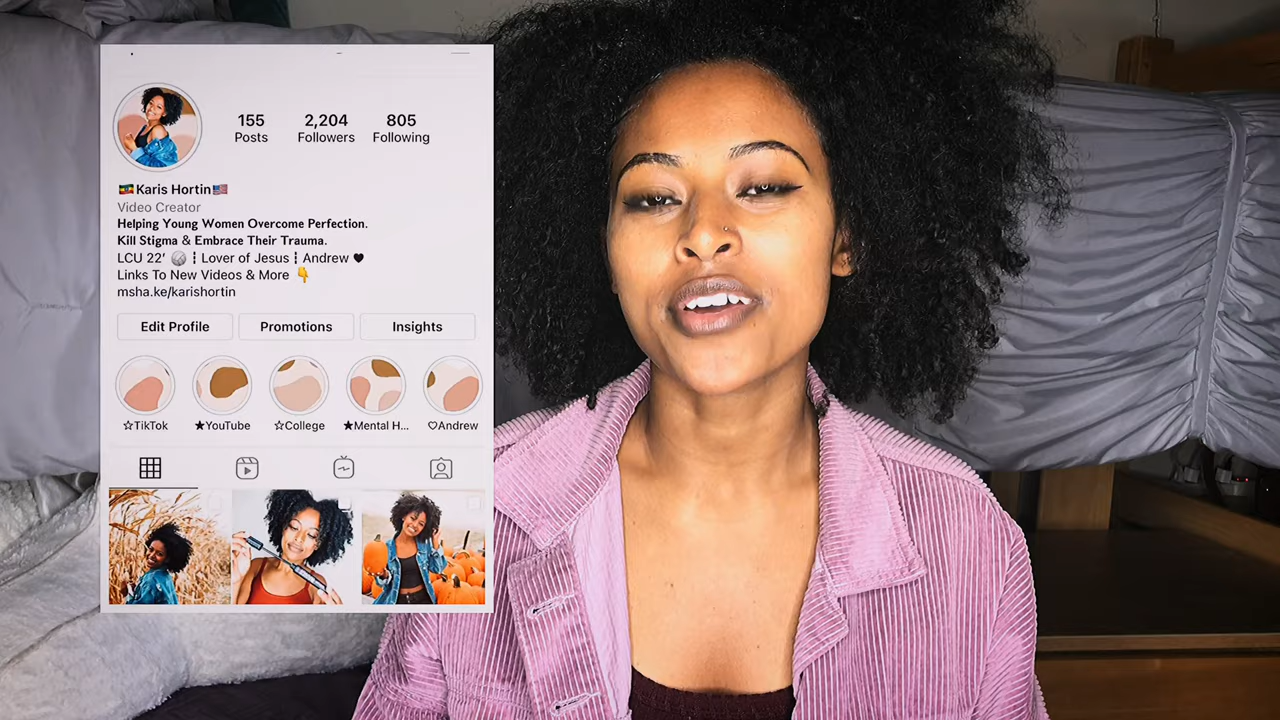 155 2,204 805
Posts Followers Following
🇪🇹Karis Hortin🇺🇸
Video Creator
Helping Young Women Overcome Perfection.
Kill Stigma & Embrace Their Trauma.
LCU 22’ 🪨 ┇ Lover of Jesus ┇ Andrew 🖤
Links To New Videos & More 👇
msha.ke/karishortin
Edit Profile Promotions Insights
☆TikTok ★YouTube ☆College ★Mental H... ♡Andrew